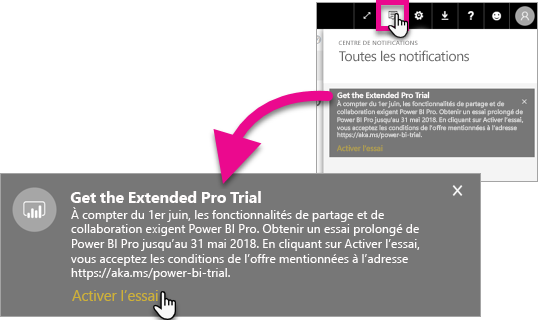 CENTRE DE NOTIFICATIONS
Toutes les notifications
Get the Extended Pro Trial
À compter du 1er juin, les fonctionnalités de partage et de
collaboration exigent Power BI Pro. Obtenir un essai prolongé de
Power BI Pro jusqu'au 31 mai 2018. En cliquant sur Activer l'essai,
vous acceptez les conditions de l'offre mentionnées à l'adresse
https://aka.ms/power-bi-trial.
Activer l'essai
Get the Extended Pro Trial
À compter du 1er juin, les fonctionnalités de partage et de
collaboration exigent Power BI Pro. Obtenir un essai prolongé de
Power BI Pro jusqu'au 31 mai 2018. En cliquant sur Activer l'essai,
vous acceptez les conditions de l'offre mentionnées à l'adresse
https://aka.ms/power-bi-trial.
Activer l'essai